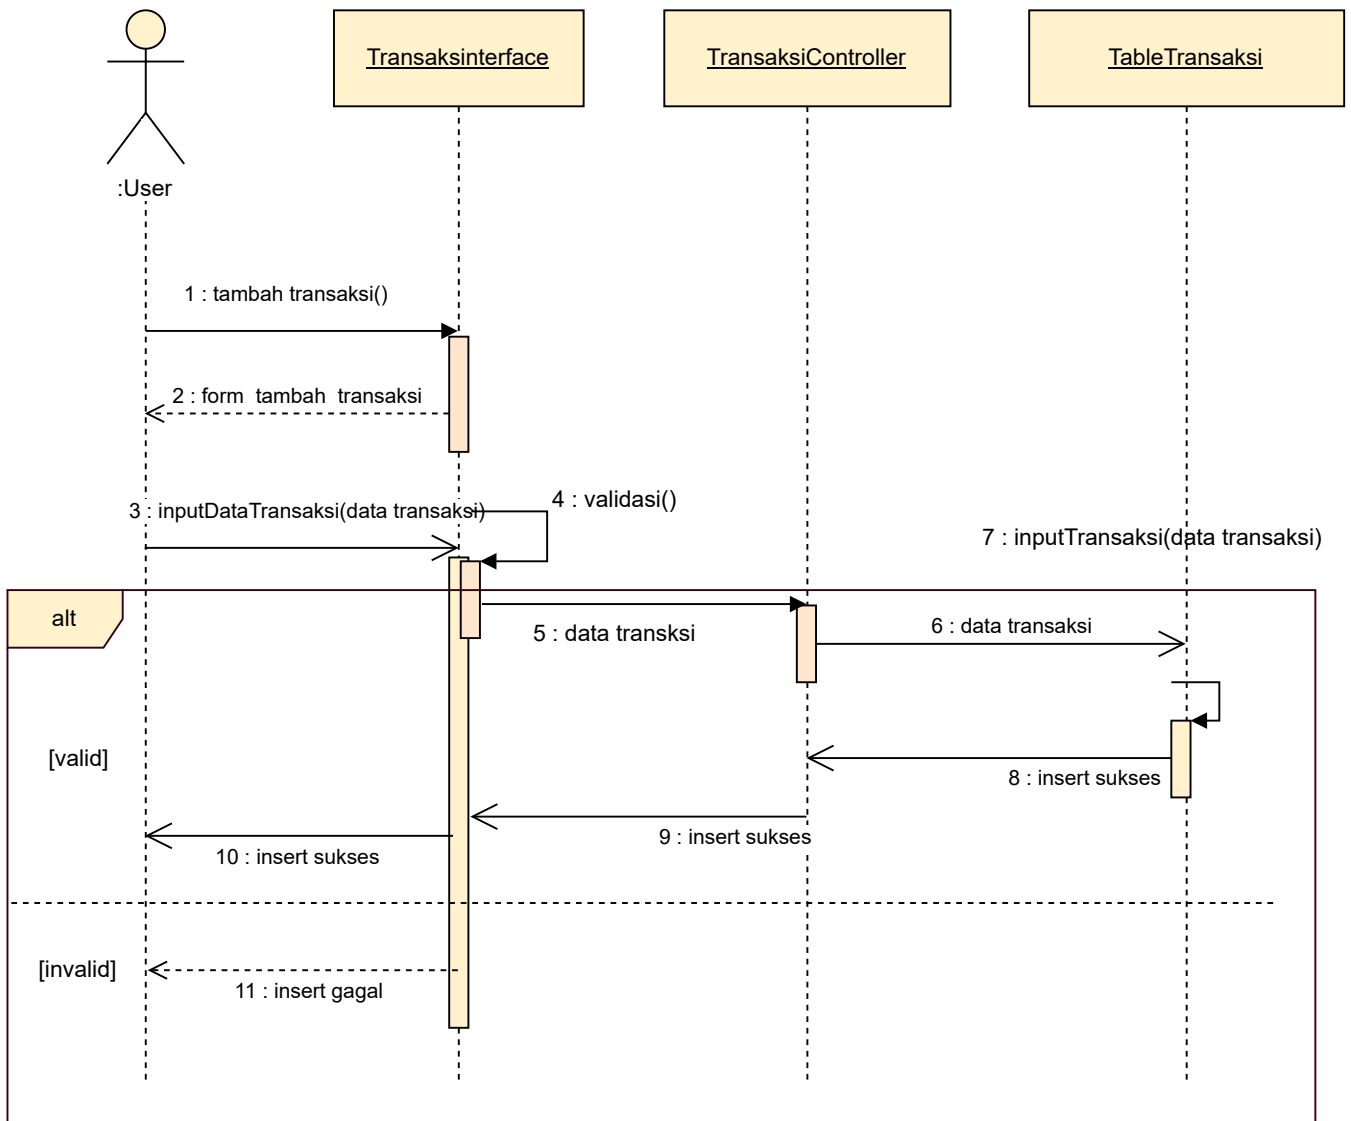 Transaksinterface
TransaksiController
TableTransaksi
:User
1 : tambah transaksi()
2 : form  tambah  transaksi
3 : inputDataTransaksi(data transaksi)
4 : validasi()
7 : inputTransaksi(data transaksi)
alt
5 : data transksi
6 : data transaksi
[valid]
8 : insert sukses
9 : insert sukses
10 : insert sukses
[invalid]
11 : insert gagal